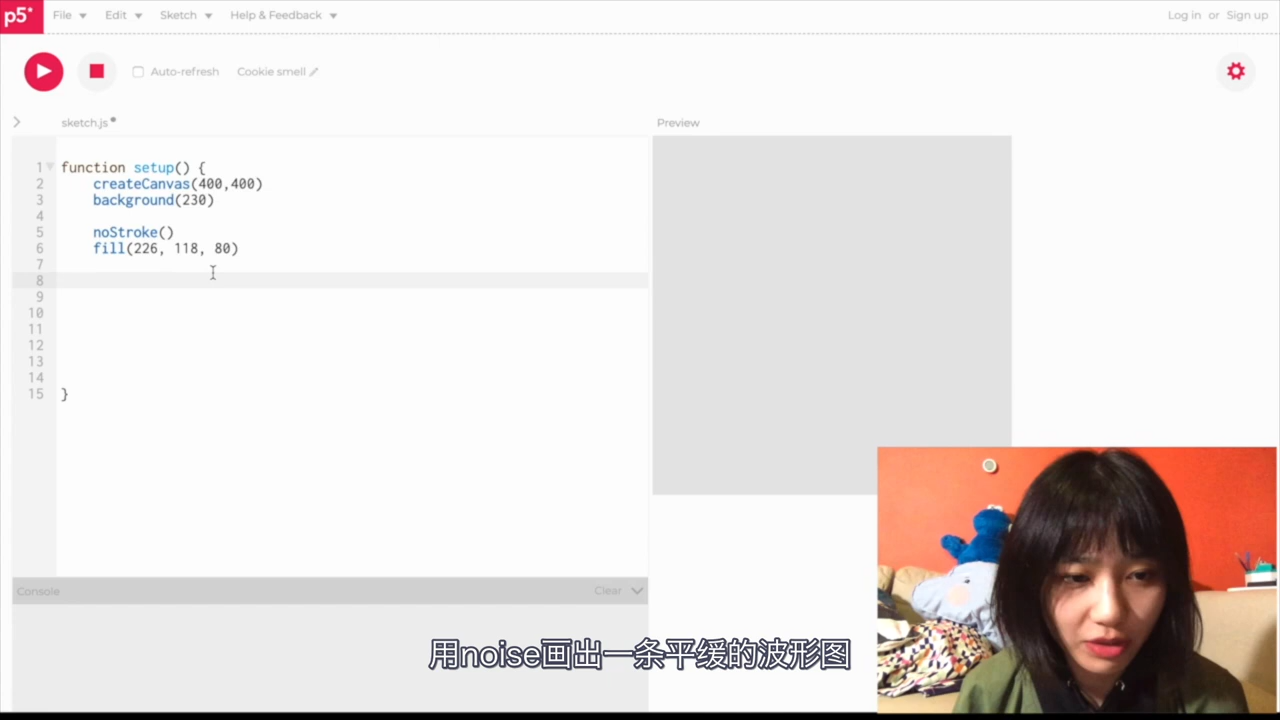 p5*
File Edit Sketch Help & Feedback Log in or Sign up
Auto-refresh Cookie smell
sketch.js
Preview
1 function setup() {
2 createCanvas(400,400)
3 background(230)
4
5 noStroke()
6 fill(226, 118, 80)
7
8
9
10
11
12
13
14
15 }
Console Clear
用noise画出一条平缓的波形图